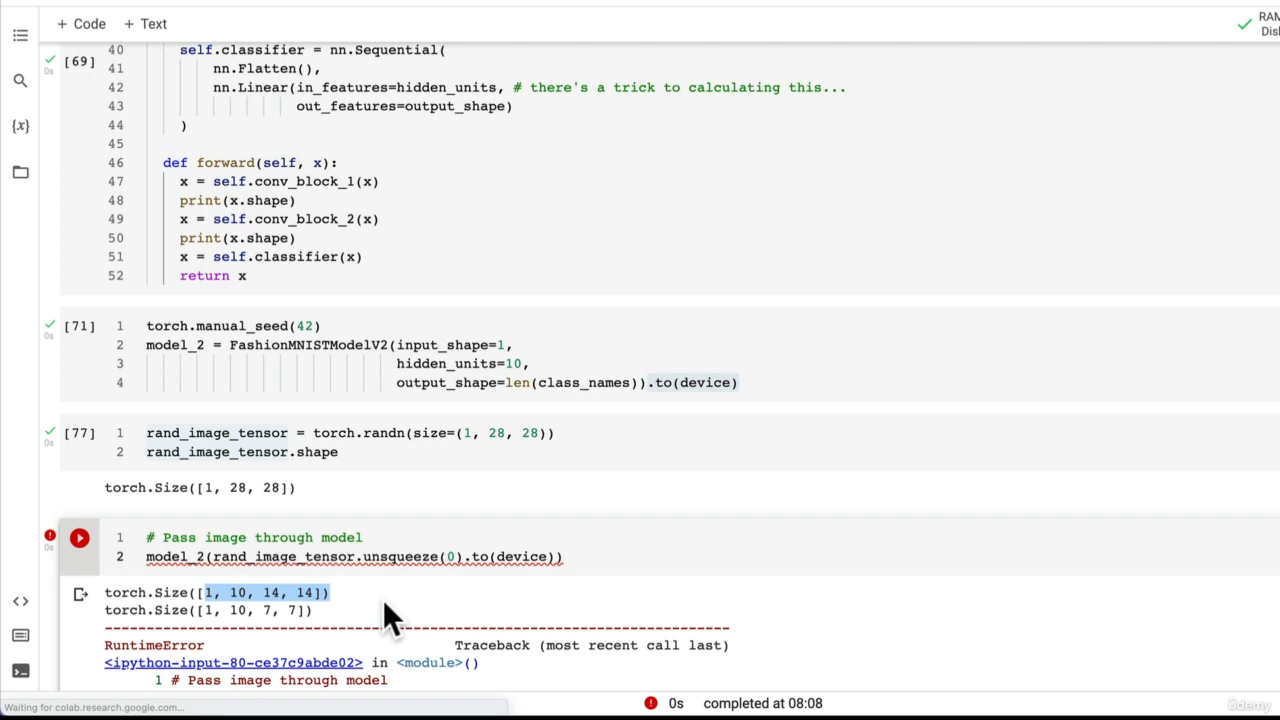 + Code + Text
RAM
Disk
[69]
40 self.classifier = nn.Sequential(
41 nn.Flatten(),
42 nn.Linear(in_features=hidden_units, # there's a trick to calculating this...
43 out_features=output_shape)
44 )
45
46 def forward(self, x):
47 x = self.conv_block_1(x)
48 print(x.shape)
49 x = self.conv_block_2(x)
50 print(x.shape)
51 x = self.classifier(x)
52 return x
0s
{x}
[71] 1 torch.manual_seed(42)
0s 2 model_2 = FashionMNISTModelV2(input_shape=1,
3 hidden_units=10,
4 output_shape=len(class_names)).to(device)
[77] 1 rand_image_tensor = torch.randn(size=(1, 28, 28))
0s 2 rand_image_tensor.shape
torch.Size([1, 28, 28])
1 # Pass image through model
0s 2 model_2(rand_image_tensor.unsqueeze(0).to(device))
torch.Size([1, 10, 14, 14])
torch.Size([1, 10, 7, 7])
RuntimeError Traceback (most recent call last)
<ipython-input-80-ce37c9abde02> in <module>()
1 # Pass image through model
Waiting for colab.research.google.com...
0s completed at 08:08
ûdemy